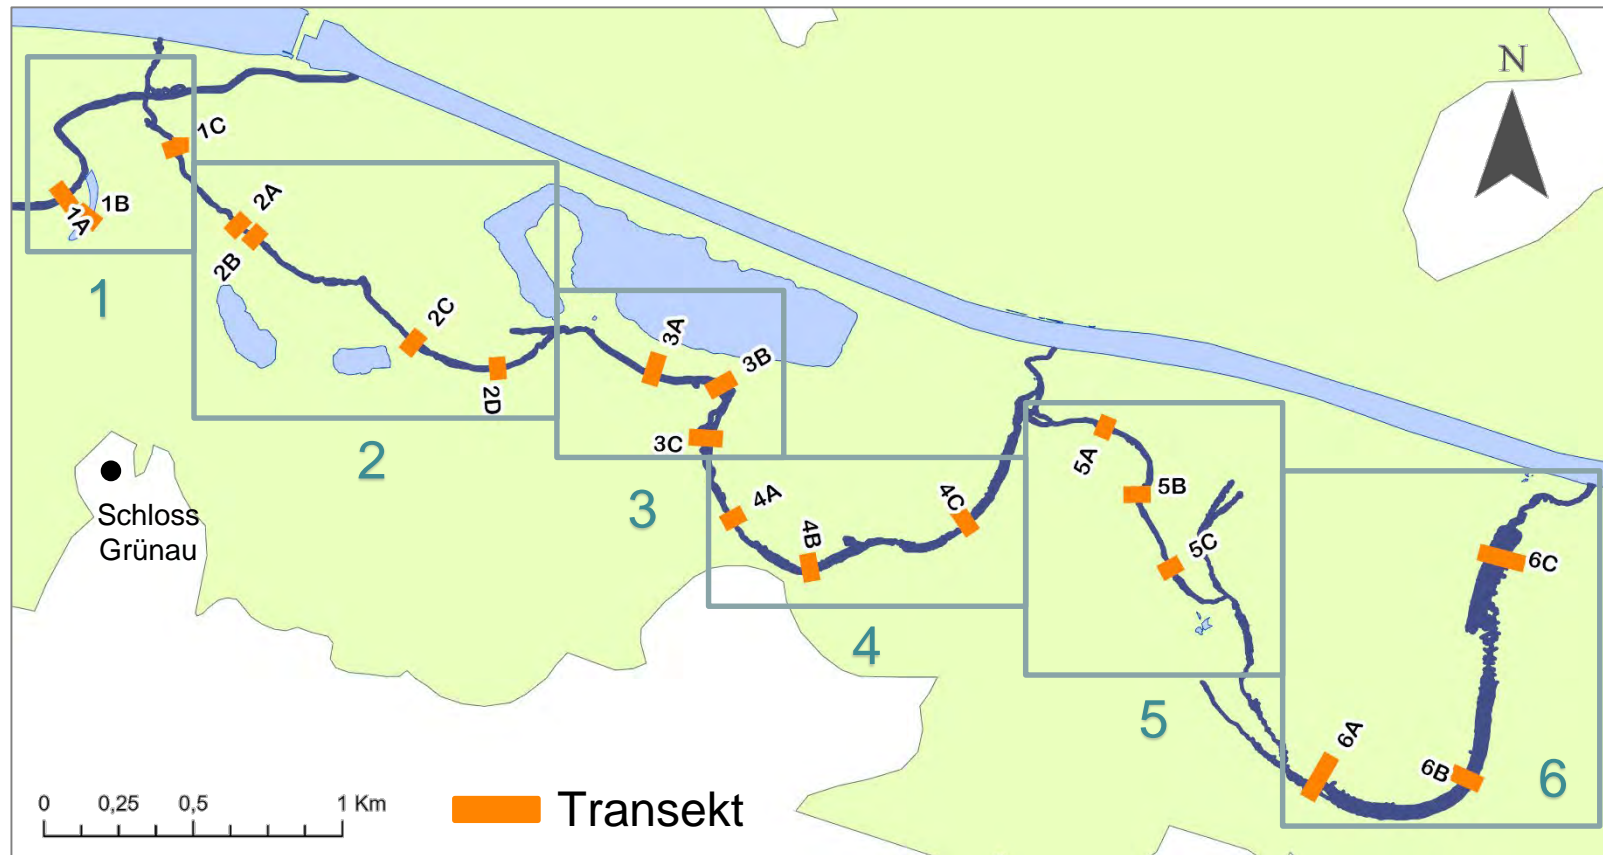 N
1C
1B
1A
2A
2B
1
2C
3A
3B
2D
3C
2
5A
Schloss
Grünau
3
4A
4C
5B
4B
5C
6C
4
5
6A
6B
6
0 0,25 0,5 1 Km
Transekt